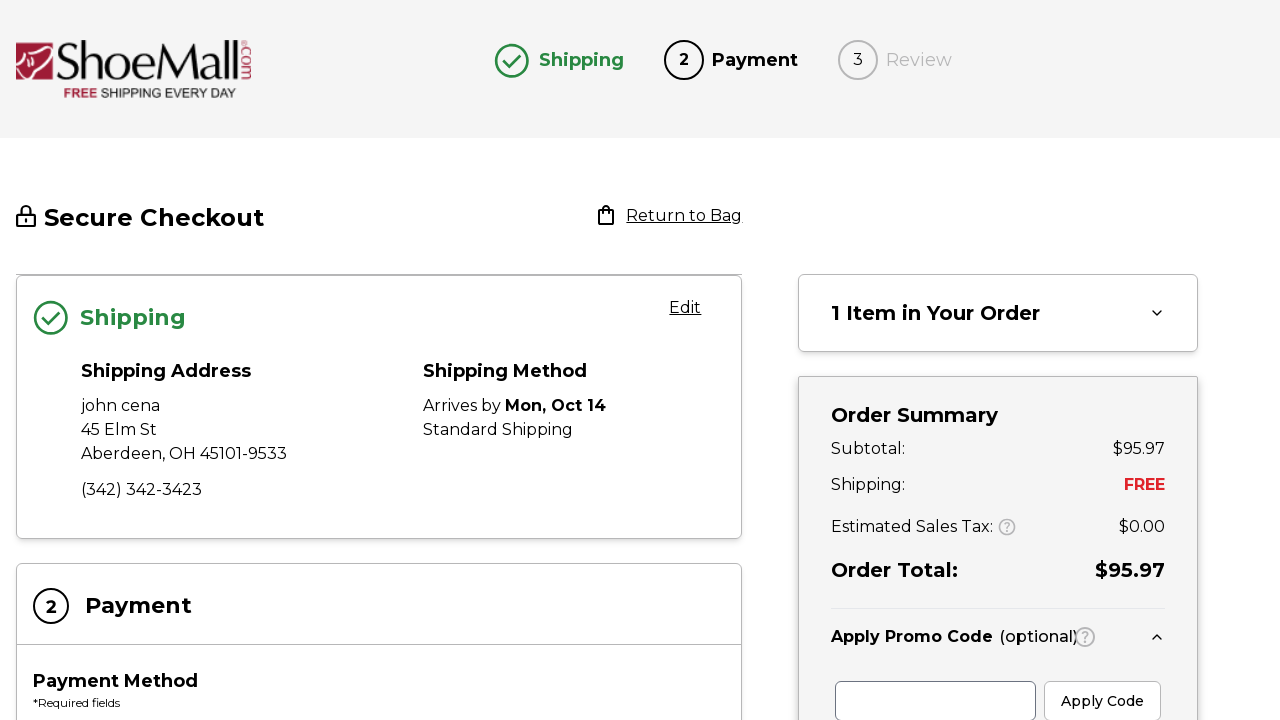 ShoeMall.com
FREE SHIPPING EVERY DAY
Shipping
2 Payment
3 Review
Secure Checkout
Return to Bag
Shipping
Edit
Shipping Address
john cena
45 Elm St
Aberdeen, OH 45101-9533
(342) 342-3423
Shipping Method
Arrives by Mon, Oct 14
Standard Shipping
2 Payment
Payment Method
*Required fields
1 Item in Your Order
Order Summary
Subtotal: $95.97
Shipping: FREE
Estimated Sales Tax: ? $0.00
Order Total: $95.97
Apply Promo Code (optional) ?
Apply Code